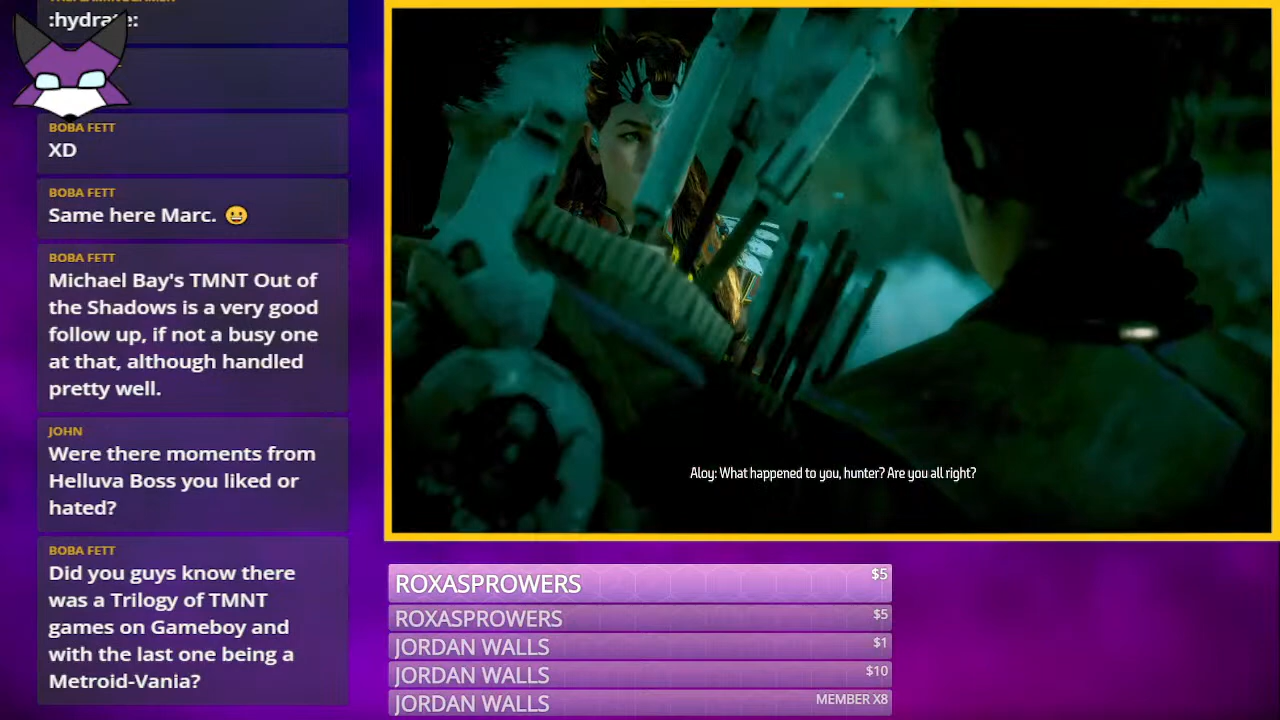 :hydrate:
BOBA FETT
XD
BOBA FETT
Same here Marc. 😀
BOBA FETT
Michael Bay's TMNT Out of
the Shadows is a very good
follow up, if not a busy one
at that, although handled
pretty well.
JOHN
Were there moments from
Helluva Boss you liked or
hated?
BOBA FETT
Did you guys know there
was a Trilogy of TMNT
games on Gameboy and
with the last one being a
Metroid-Vania?
Aloy: What happened to you, hunter? Are you all right?
ROXASPROWERS $5
ROXASPROWERS $5
JORDAN WALLS $1
JORDAN WALLS $10
JORDAN WALLS MEMBER X8